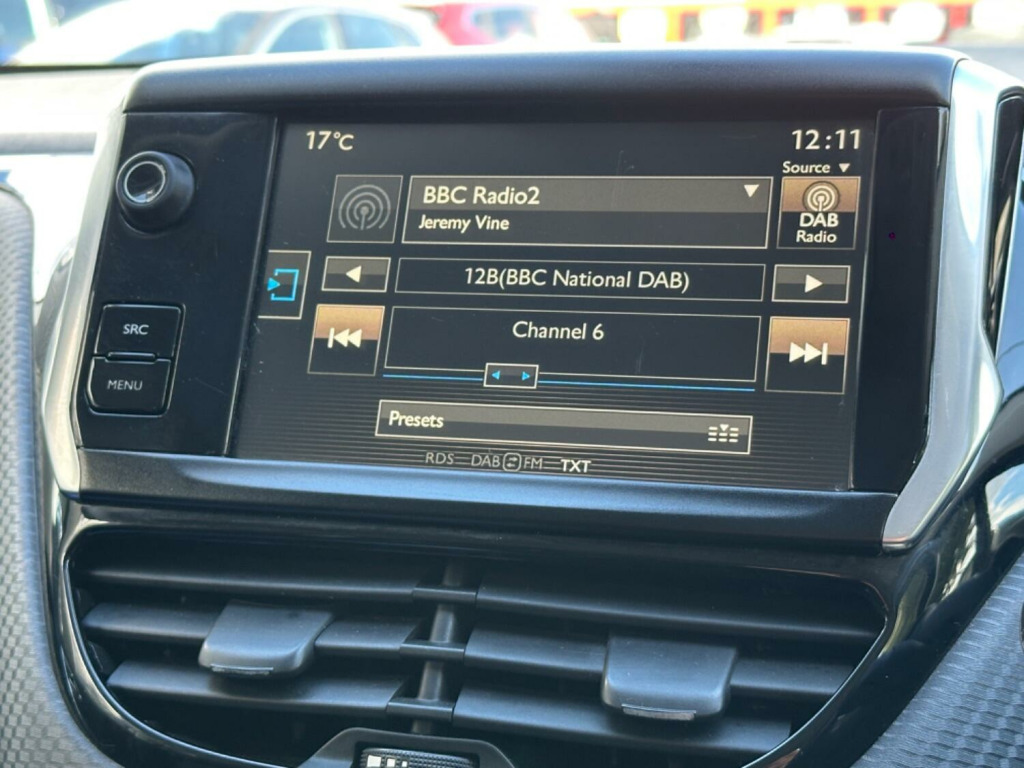 17°C
12:11
Source
BBC Radio2
Jeremy Vine
DAB
Radio
12B(BBC National DAB)
SRC
Channel 6
MENU
Presets
RDS DAB FM TXT